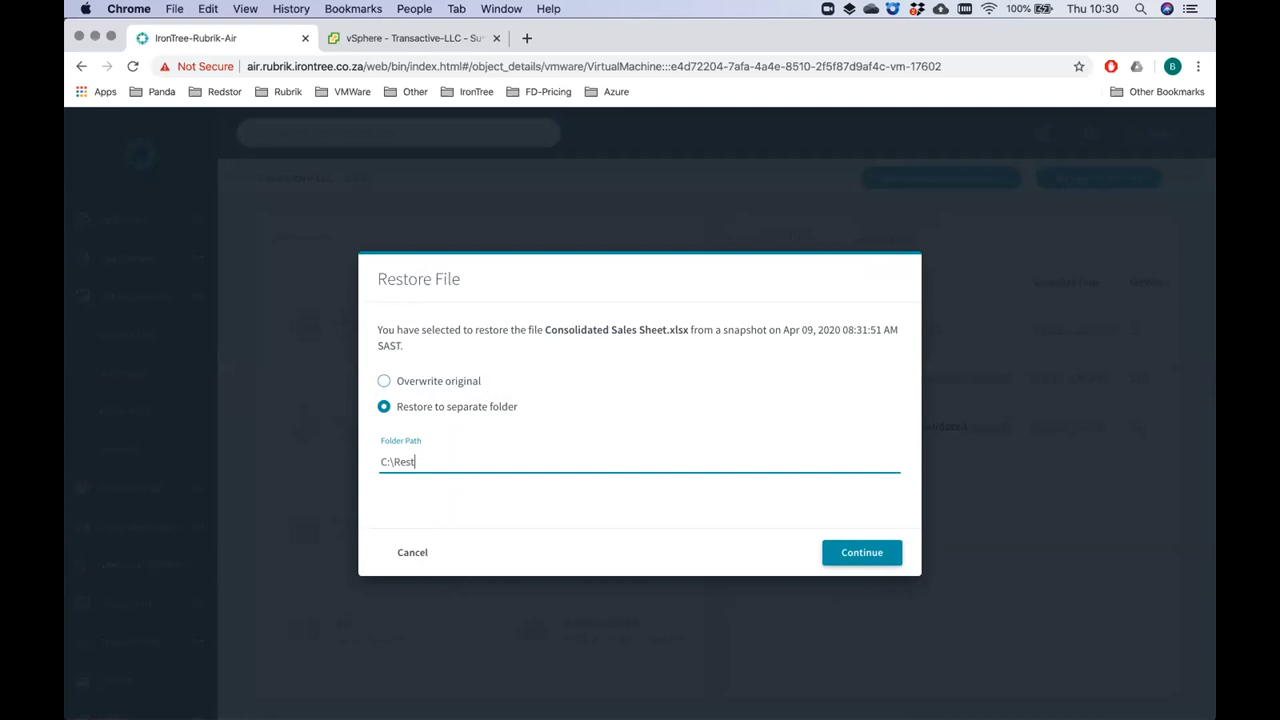 Chrome File Edit View History Bookmarks People Tab Window Help 100% Thu 10:30
IronTree-Rubrik-Air vSphere - Transactive-LLC - Su
Not Secure air.rubrik.irontree.co.za/web/bin/index.html#/object_details/vmware/VirtualMachine:::e4d72204-7afa-4a4e-8510-2f5f87d9af4c-vm-17602 B
Apps Panda Redstor Rubrik VMWare Other IronTree FD-Pricing Azure Other Bookmarks
Restore File
You have selected to restore the file Consolidated Sales Sheet.xlsx from a snapshot on Apr 09, 2020 08:31:51 AM
SAST.
Overwrite original
Restore to separate folder
Folder Path
C:\Rest
Cancel Continue